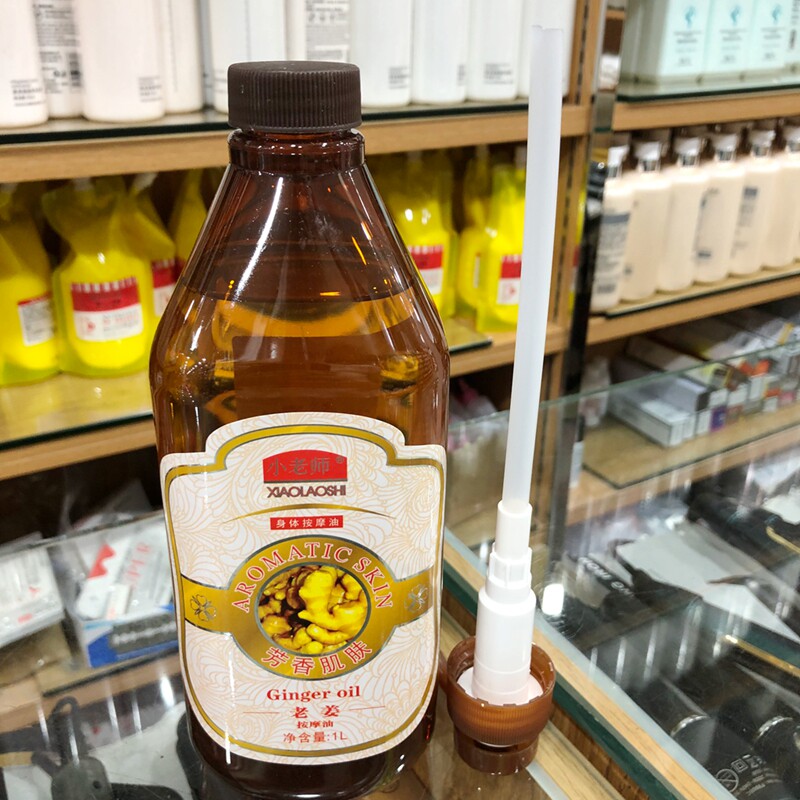 小老师®
XIAOLAOSHI
身体按摩油
AROMATIC SKIN
芳香肌肤
Ginger oil
老姜
按摩油
净含量:1L